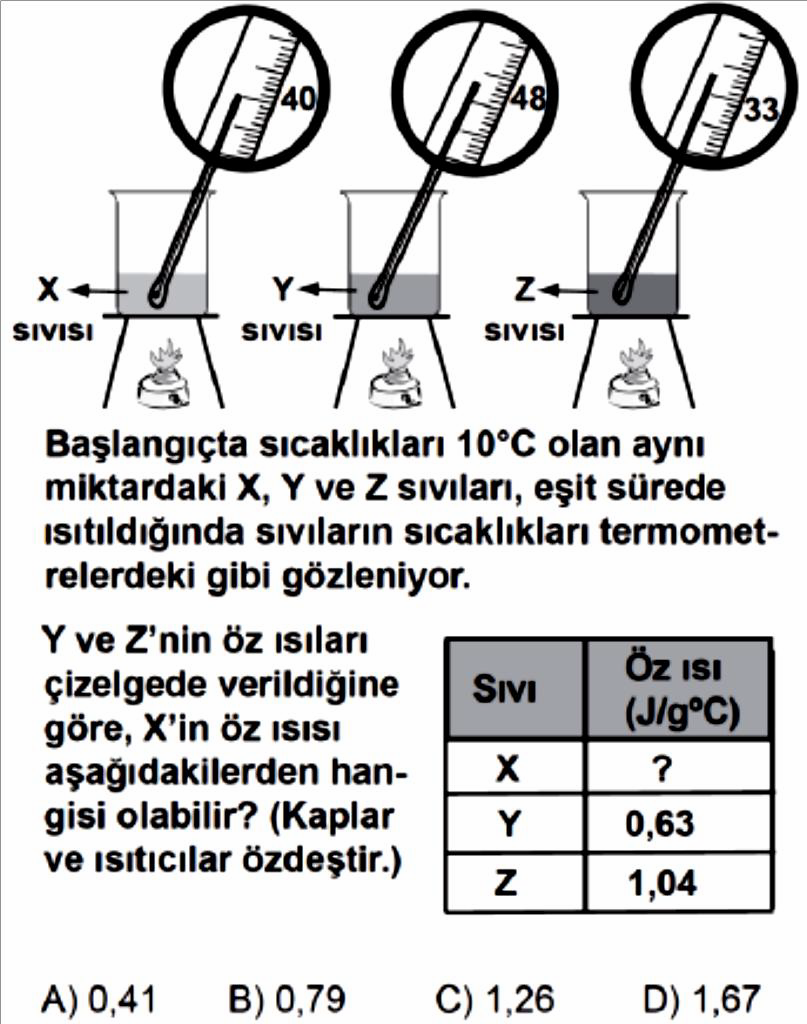 40
48
33
X
SIVISI
Y
SIVISI
Z
SIVISI
Başlangıçta sıcaklıkları 10°C olan aynı
miktardaki X, Y ve Z sıvıları, eşit sürede
ısıtıldığında sıvıların sıcaklıkları termomet-
relerdeki gibi gözleniyor.
Y ve Z’nin öz ısıları
çizelgede verildiğine
göre, X’in öz ısısı
aşağıdakilerden han-
gisi olabilir? (Kaplar
ve ısıtıcılar özdeştir.)
Sıvı
Öz ısı
(J/gºC)
X ?
Y 0,63
Z 1,04
A) 0,41 B) 0,79 C) 1,26 D) 1,67